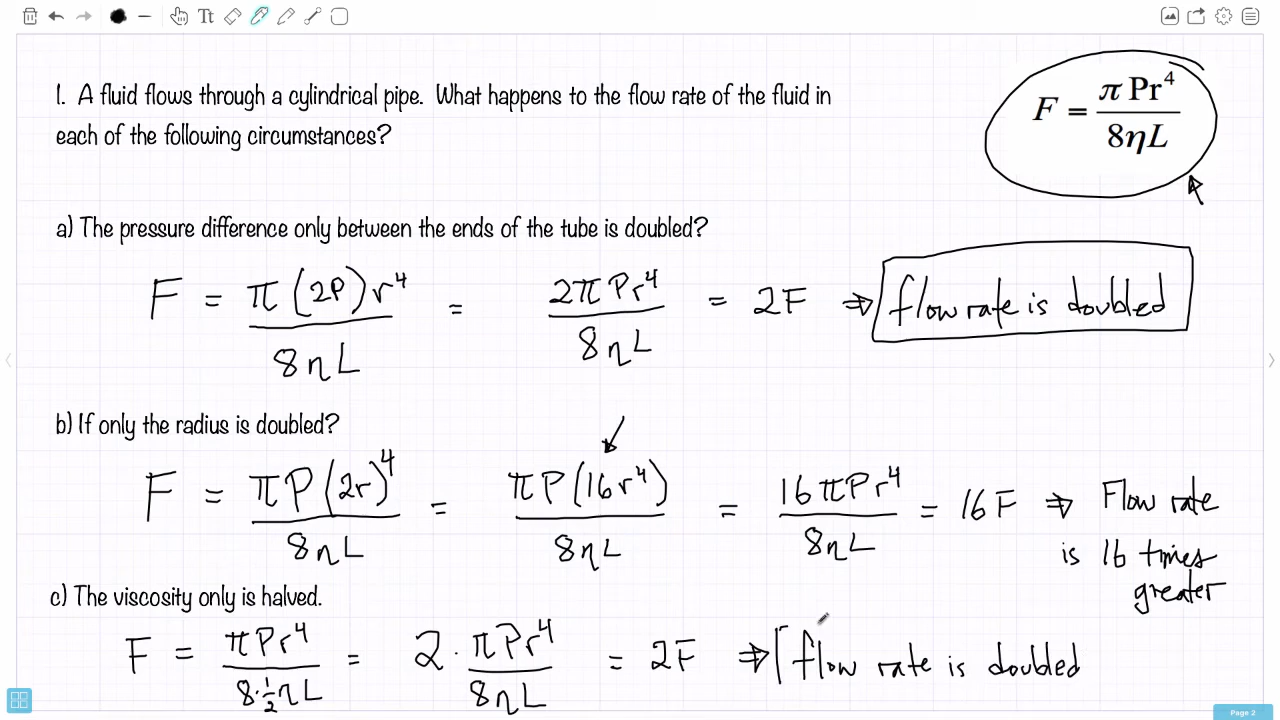 Tt
1. A fluid flows through a cylindrical pipe. What happens to the flow rate of the fluid in
each of the following circumstances?
F = π Pr⁴ / 8ηL
a) The pressure difference only between the ends of the tube is doubled?
F = π(2P)r⁴ / 8ηL = 2πPr⁴ / 8ηL = 2F ⇒ flow rate is doubled
b) If only the radius is doubled?
F = πP(2r)⁴ / 8ηL = πP(16r⁴) / 8ηL = 16πPr⁴ / 8ηL = 16F ⇒ Flow rate
is 16 times
greater
c) The viscosity only is halved.
F = πPr⁴ / 8·½ηL = 2 · πPr⁴ / 8ηL = 2F ⇒ flow rate is doubled
Page 2